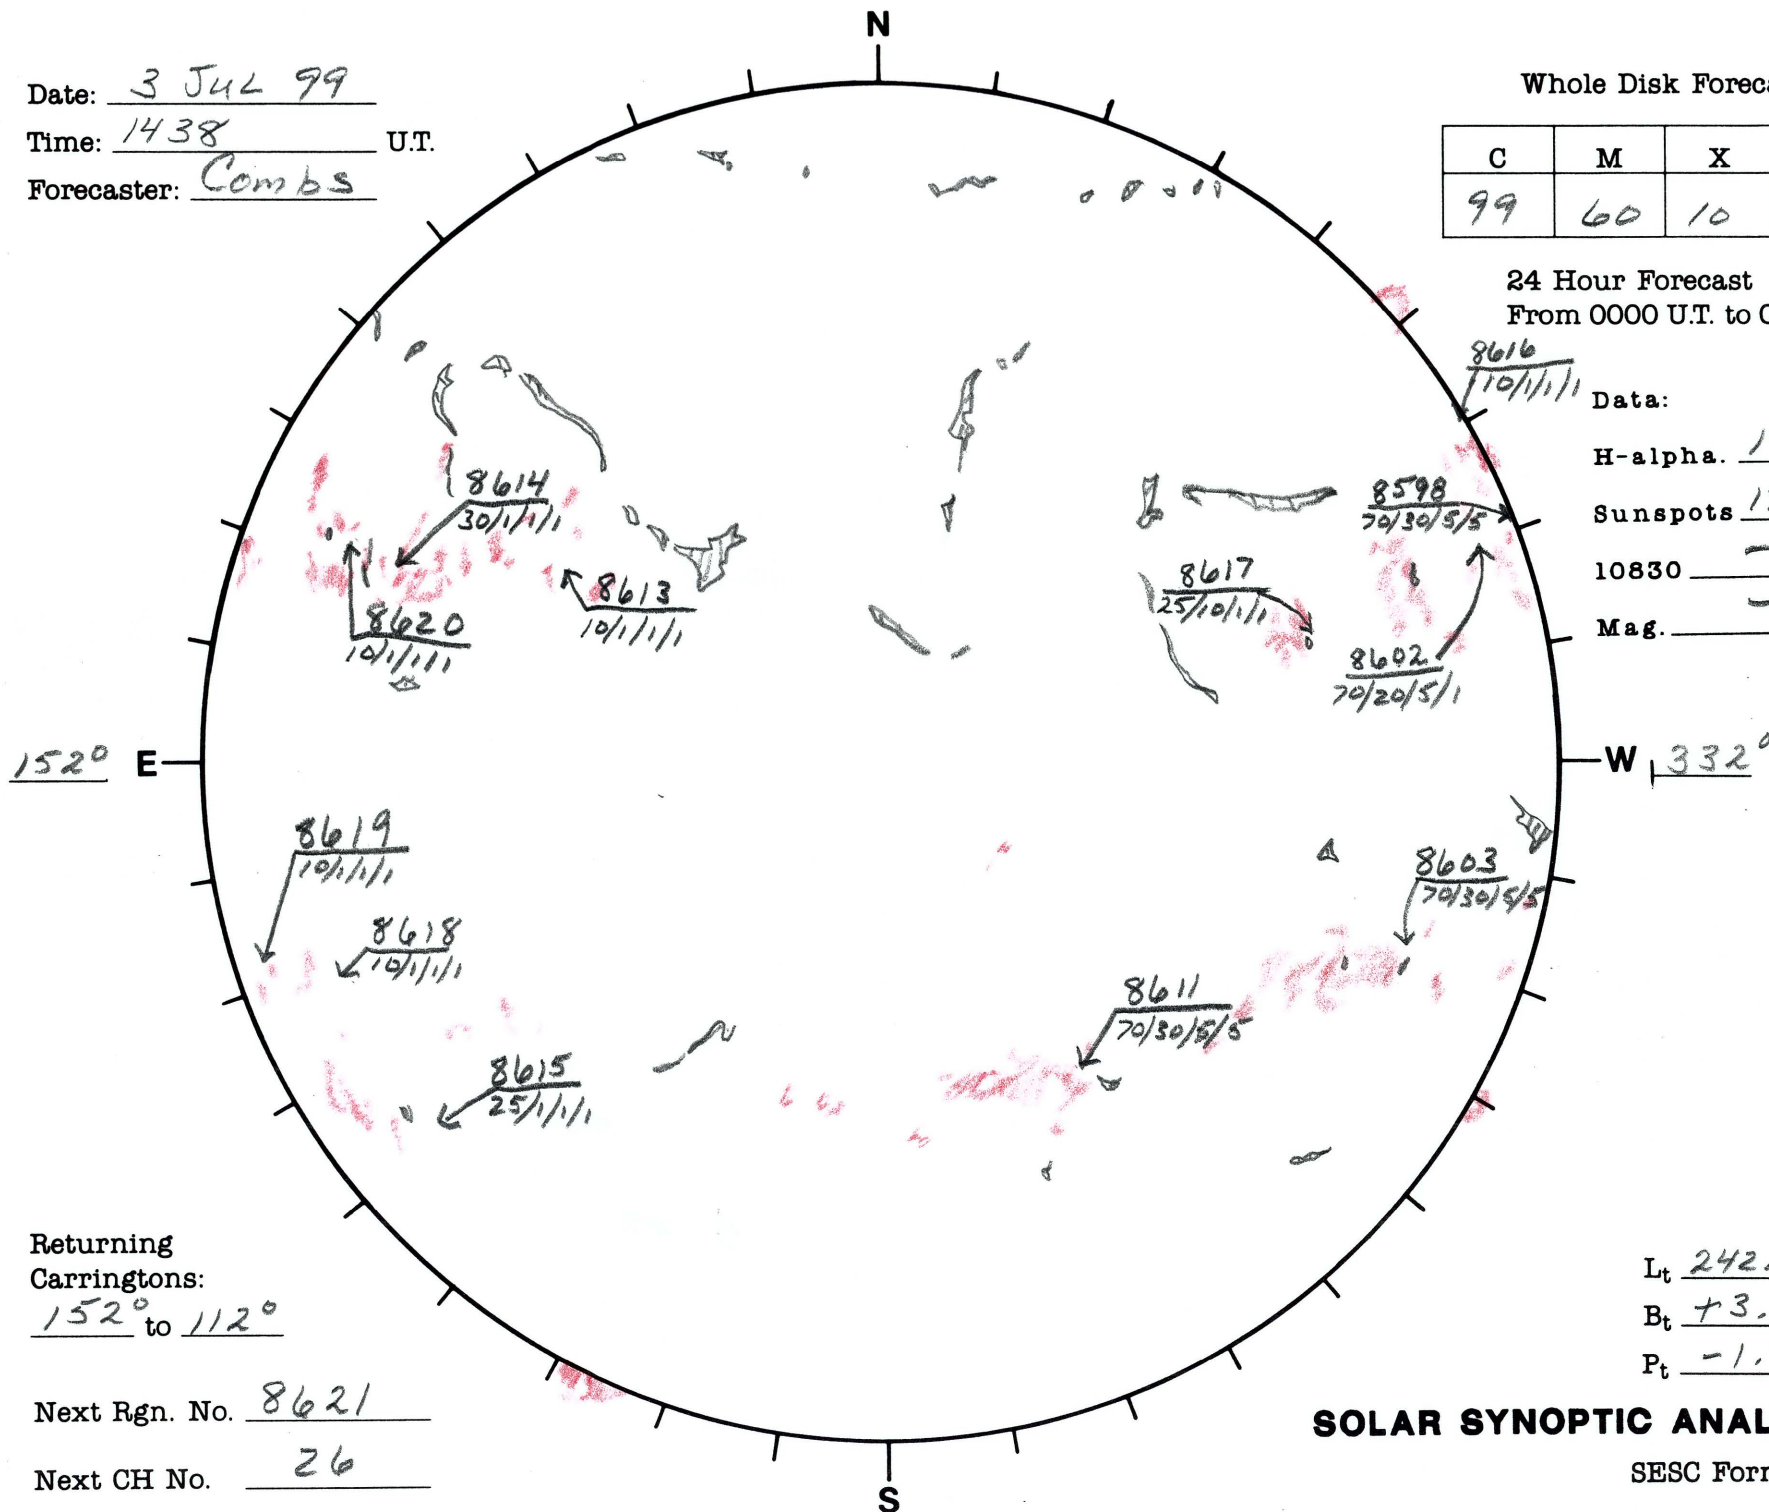 N
Date: 3 JUL 99
Time: 1438 U.T.
Forecaster: Combs
Whole Disk Foreca
C M X
99 60 10
24 Hour Forecast
From 0000 U.T. to
8616
10/1/1/1
Data:
H-alpha. 1
Sunspots
10830
Mag.
8614
30/1/1/1
8598
70/30/5/5
8617
25/10/1/1
8613
10/1/1/1
8620
10/1/1/1
8602
70/20/5/1
152° E
W 332°
8619
10/1/1/1
8603
70/30/5/5
8618
10/1/1/1
8611
70/30/5/5
8615
25/1/1/1
Returning
Carringtons:
152° to 112°
Lt 242.
Bt +3.
Pt -1.
Next Rgn. No. 8621
Next CH No. 26
SOLAR SYNOPTIC ANAL
SESC For
S